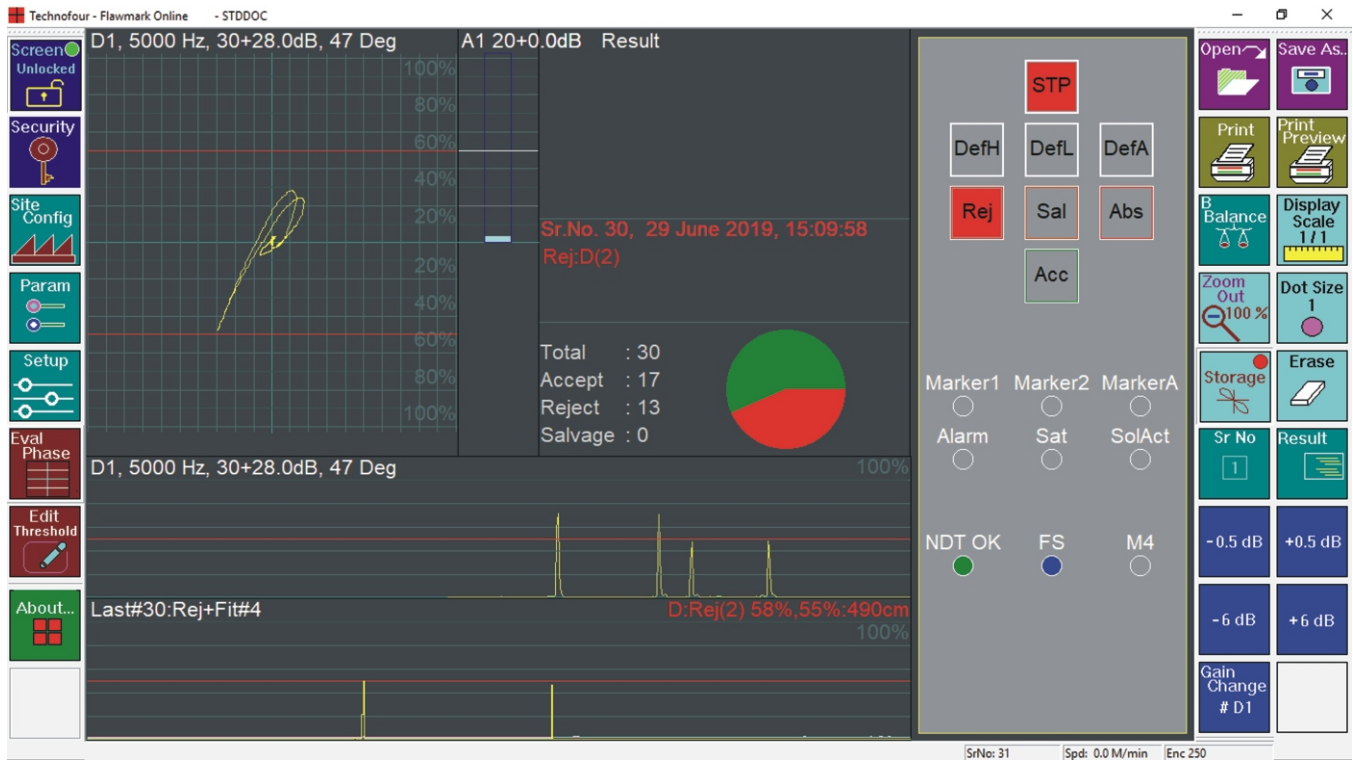 Technofour - Flawmark Online - STDDOC
Screen
Unlocked
Security
Site
Config
Param
Setup
Eval
Phase
Edit
Threshold
About...
D1, 5000 Hz, 30+28.0dB, 47 Deg
100%
80%
60%
40%
20%
20%
40%
60%
80%
100%
A1 20+0.0dB Result
Sr.No. 30, 29 June 2019, 15:09:58
Rej:D(2)
Total : 30
Accept : 17
Reject : 13
Salvage : 0
D1, 5000 Hz, 30+28.0dB, 47 Deg
100%
Last#30:Rej+Fit#4
D:Rej(2) 58%,55%:490cm
100%
STP
DefH DefL DefA
Rej Sal Abs
Acc
Marker1 Marker2 MarkerA
Alarm Sat SolAct
NDT OK FS M4
Open
Save As..
Print
Print
Preview
B
Balance
Display
Scale
1/1
Zoom
Out
100 %
Dot Size
1
Storage
Erase
Sr No
1
Result
-0.5 dB
+0.5 dB
-6 dB
+6 dB
Gain
Change
# D1
SrNo: 31
Spd: 0.0 M/min
Enc 250